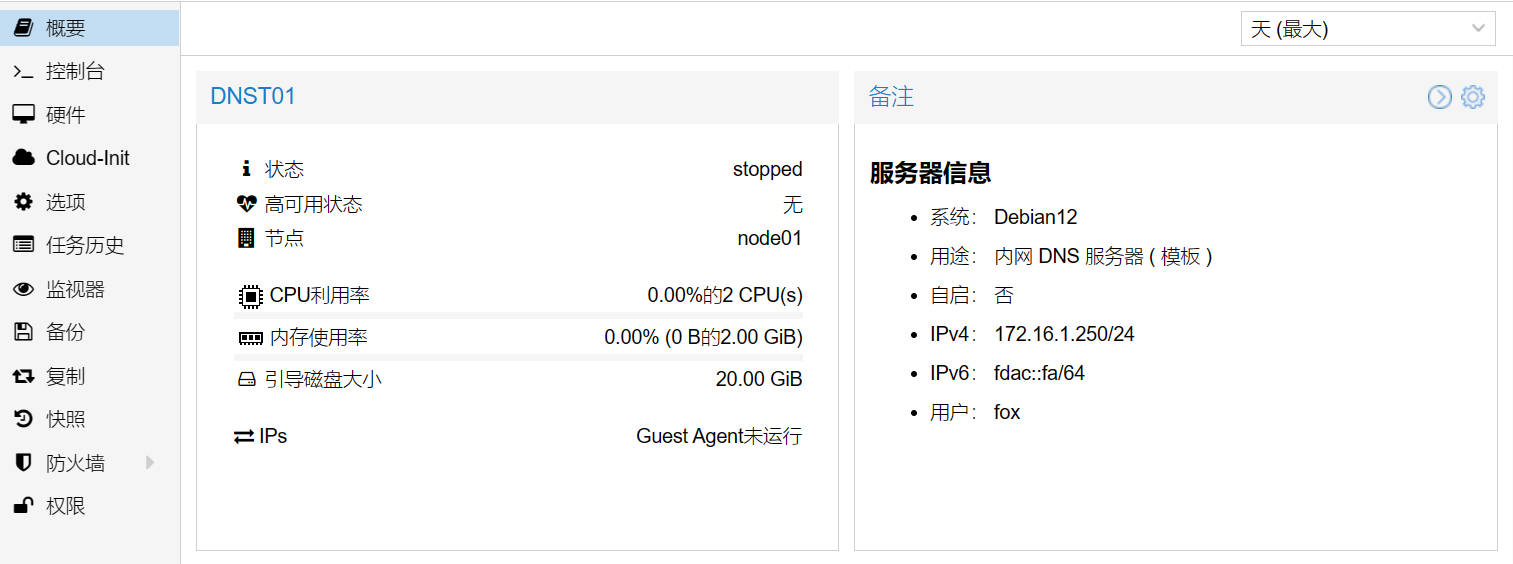 概要
控制台
硬件
Cloud-Init
选项
任务历史
监视器
备份
复制
快照
防火墙
权限
天 (最大)
DNST01
状态 stopped
高可用状态 无
节点 node01
CPU利用率 0.00%的2 CPU(s)
内存使用率 0.00% (0 B的2.00 GiB)
引导磁盘大小 20.00 GiB
IPs Guest Agent未运行
备注
服务器信息
系统： Debian12
用途： 内网 DNS 服务器 ( 模板 )
自启： 否
IPv4： 172.16.1.250/24
IPv6： fdac::fa/64
用户： fox